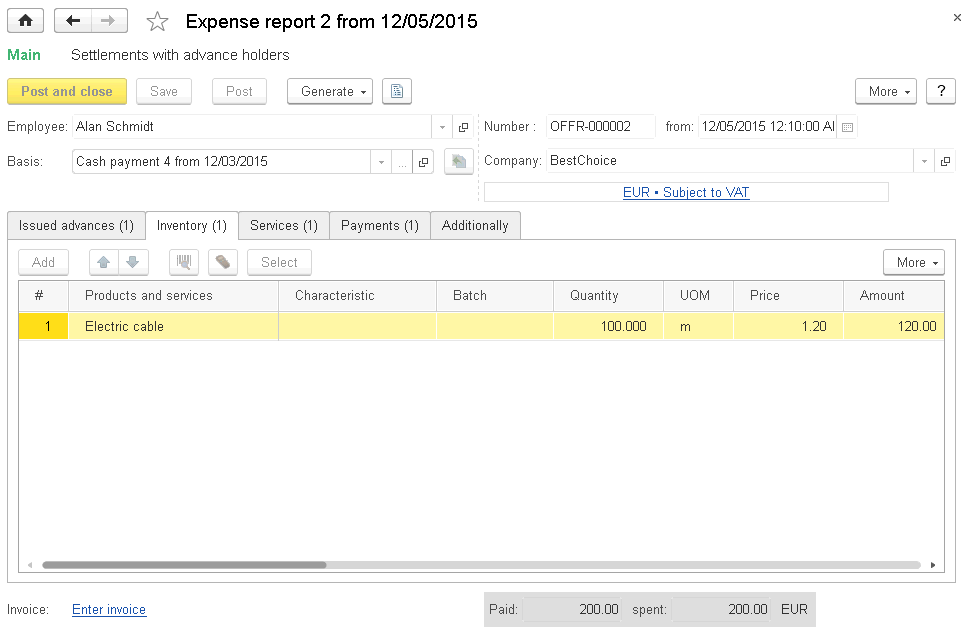 Expense report 2 from 12/05/2015
Main Settlements with advance holders
Post and close Save Post Generate More ?
Employee: Alan Schmidt Number : OFFR-000002 from: 12/05/2015 12:10:00 AI
Basis: Cash payment 4 from 12/03/2015 ... Company: BestChoice
EUR • Subject to VAT
Issued advances (1) Inventory (1) Services (1) Payments (1) Additionally
Add Select More
# Products and services Characteristic Batch Quantity UOM Price Amount
1 Electric cable 100.000 m 1.20 120.00
Invoice: Enter invoice Paid: 200.00 spent: 200.00 EUR